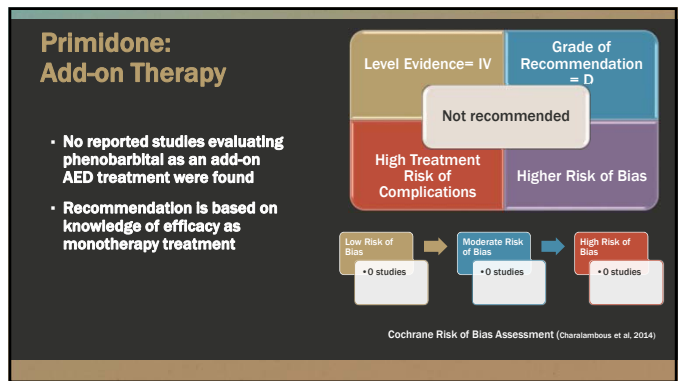 Primidone:
Add-on Therapy
▪ No reported studies evaluating
phenobarbital as an add-on
AED treatment were found
▪ Recommendation is based on
knowledge of efficacy as
monotherapy treatment
Level Evidence= IV
Grade of
Recommendation
= D
Not recommended
High Treatment
Risk of
Complications
Higher Risk of Bias
Low Risk of
Bias
•0 studies
Moderate Risk
of Bias
•0 studies
High Risk of
Bias
•0 studies
Cochrane Risk of Bias Assessment (Charalambous et al, 2014)